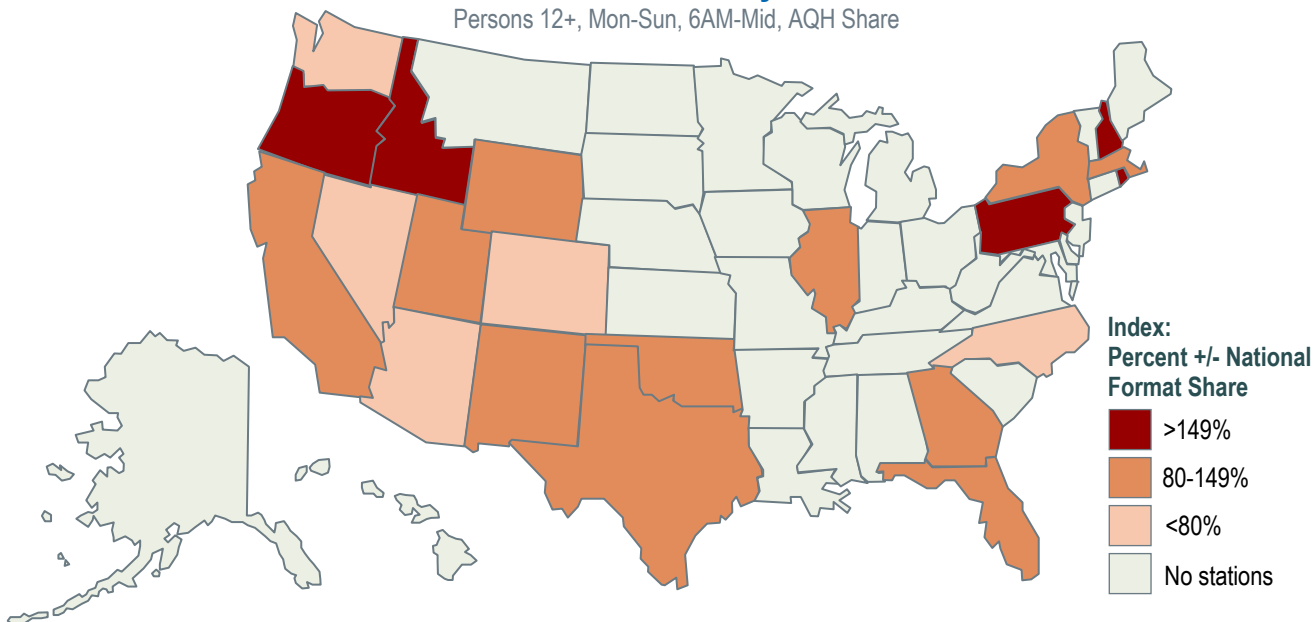 Persons 12+, Mon-Sun, 6AM-Mid, AQH Share
Index:
Percent +/- National
Format Share
>149%
80-149%
<80%
No stations